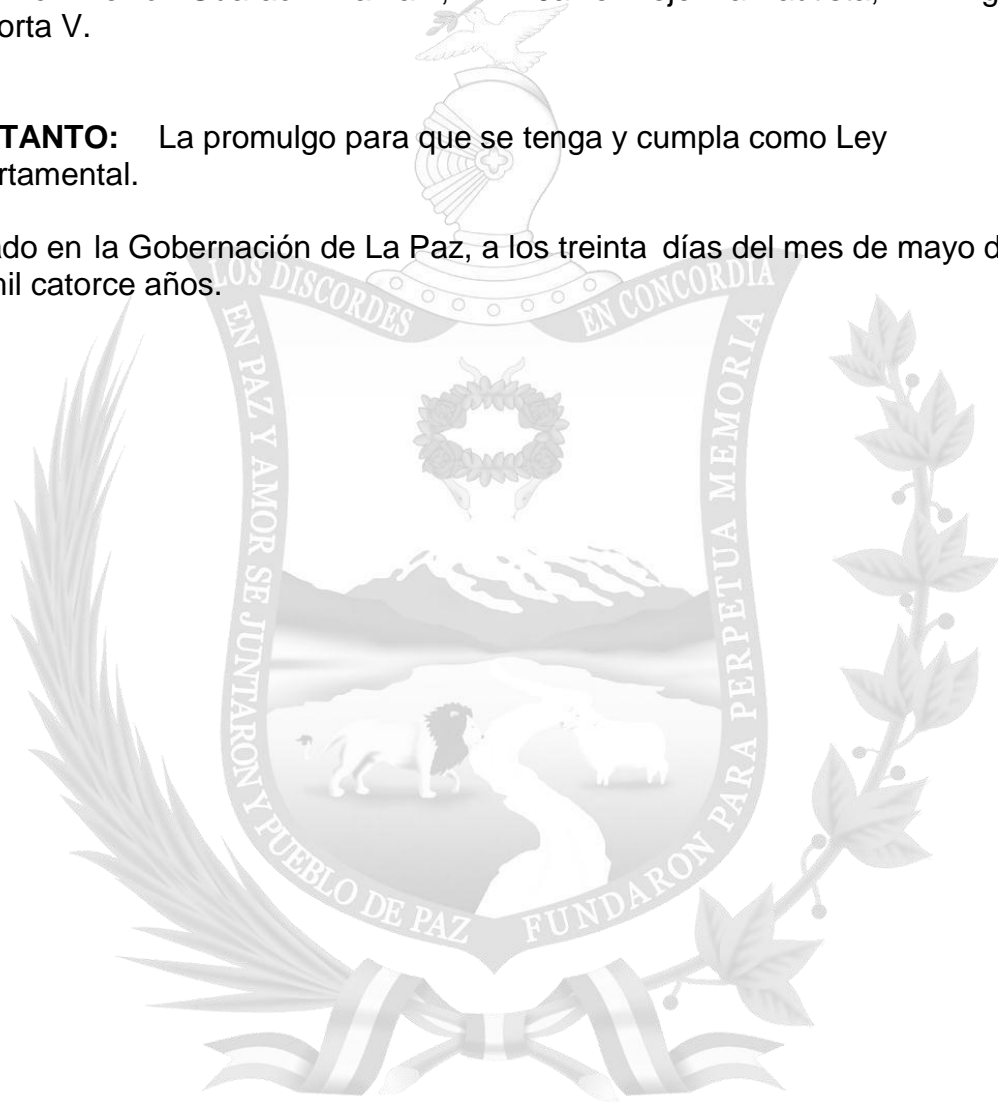 orta V.
TANTO: La promulgo para que se tenga y cumpla como Ley
rtamental.
ado en la Gobernación de La Paz, a los treinta días del mes de mayo d
nil catorce años.
LOS DISCORDES
EN CONCORDIA
EN PAZ Y AMOR SE JUNTARON Y PUEBLO DE PAZ
FUNDARON PARA PERPETUA MEMORIA